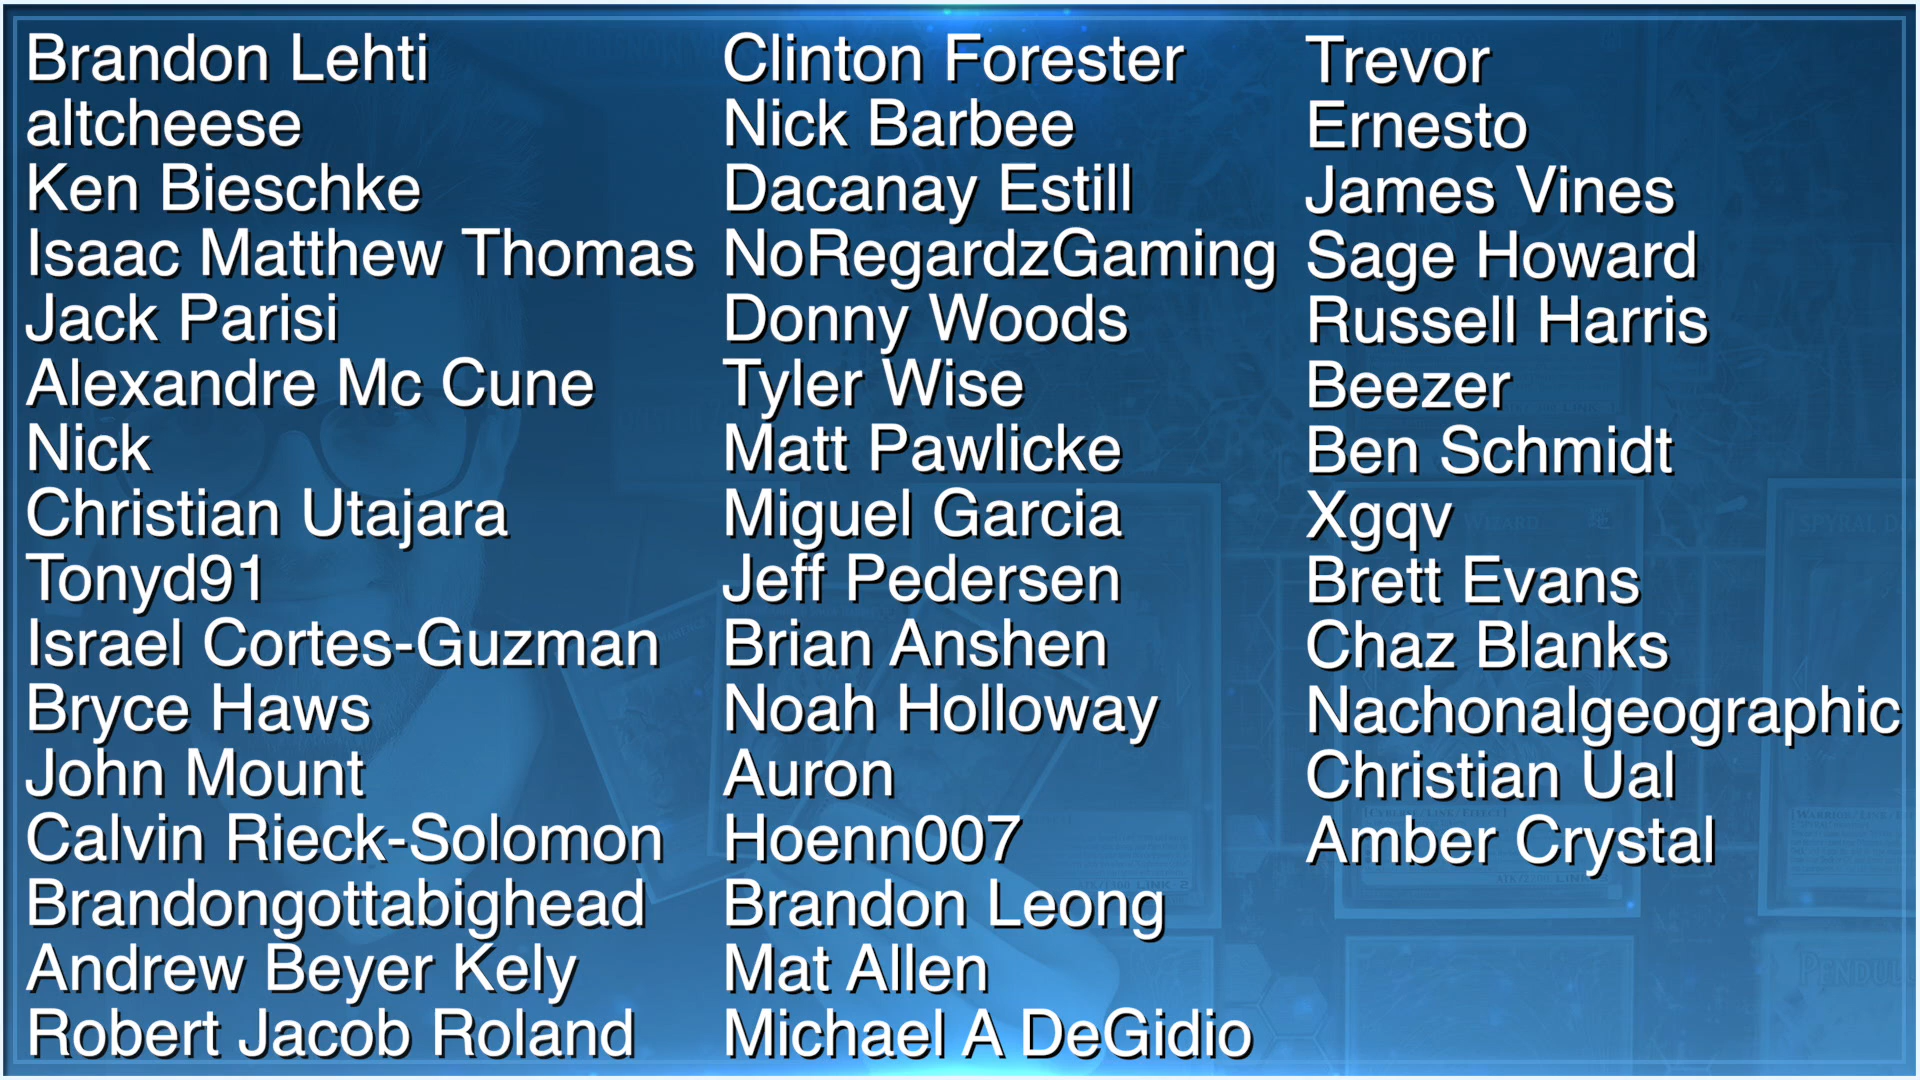 Brandon Lehti
altcheese
Ken Bieschke
Isaac Matthew Thomas
Jack Parisi
Alexandre Mc Cune
Nick
Christian Utajara
Tonyd91
Israel Cortes-Guzman
Bryce Haws
John Mount
Calvin Rieck-Solomon
Brandongottabighead
Andrew Beyer Kely
Robert Jacob Roland
Clinton Forester
Nick Barbee
Dacanay Estill
NoRegardzGaming
Donny Woods
Tyler Wise
Matt Pawlicke
Miguel Garcia
Jeff Pedersen
Brian Anshen
Noah Holloway
Auron
Hoenn007
Brandon Leong
Mat Allen
Michael A DeGidio
Trevor
Ernesto
James Vines
Sage Howard
Russell Harris
Beezer
Ben Schmidt
Xgqv
Brett Evans
Chaz Blanks
Nachonalgeographic
Christian Ual
Amber Crystal